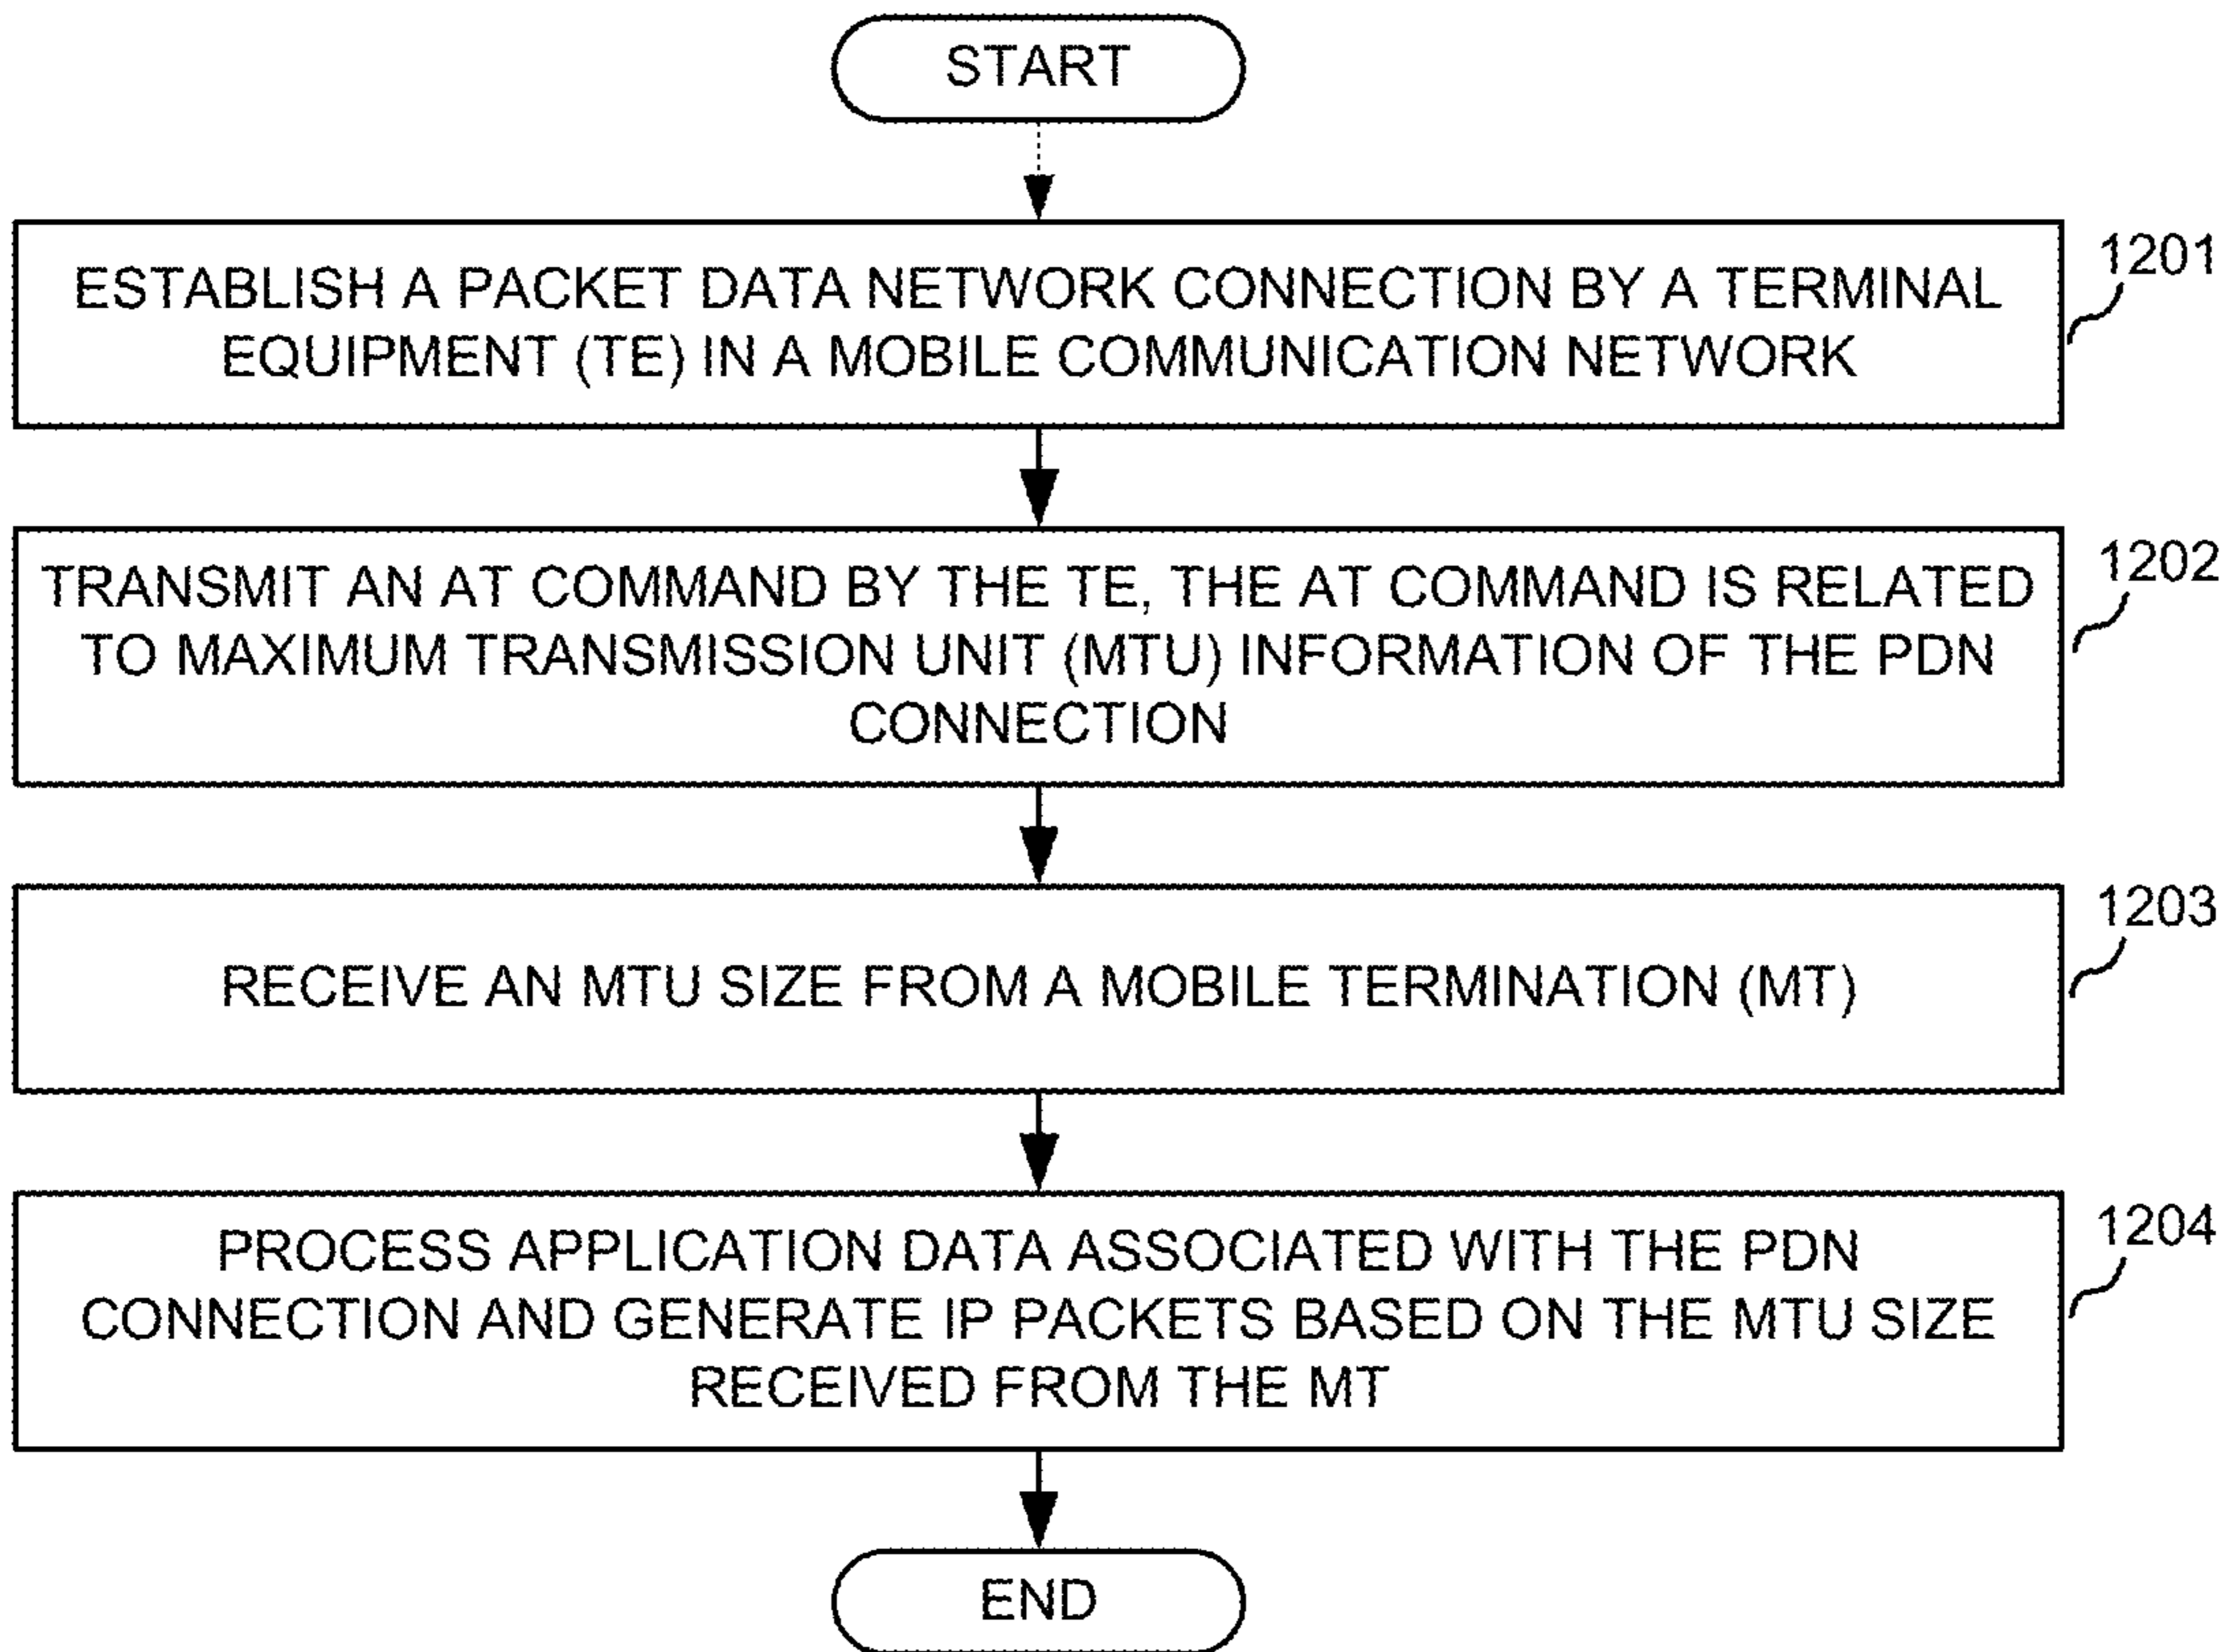 START
ESTABLISH A PACKET DATA NETWORK CONNECTION BY A TERMINAL
EQUIPMENT (TE) IN A MOBILE COMMUNICATION NETWORK
1201
TRANSMIT AN AT COMMAND BY THE TE, THE AT COMMAND IS RELATED
TO MAXIMUM TRANSMISSION UNIT (MTU) INFORMATION OF THE PDN
CONNECTION
1202
RECEIVE AN MTU SIZE FROM A MOBILE TERMINATION (MT)
1203
PROCESS APPLICATION DATA ASSOCIATED WITH THE PDN
CONNECTION AND GENERATE IP PACKETS BASED ON THE MTU SIZE
RECEIVED FROM THE MT
1204
END